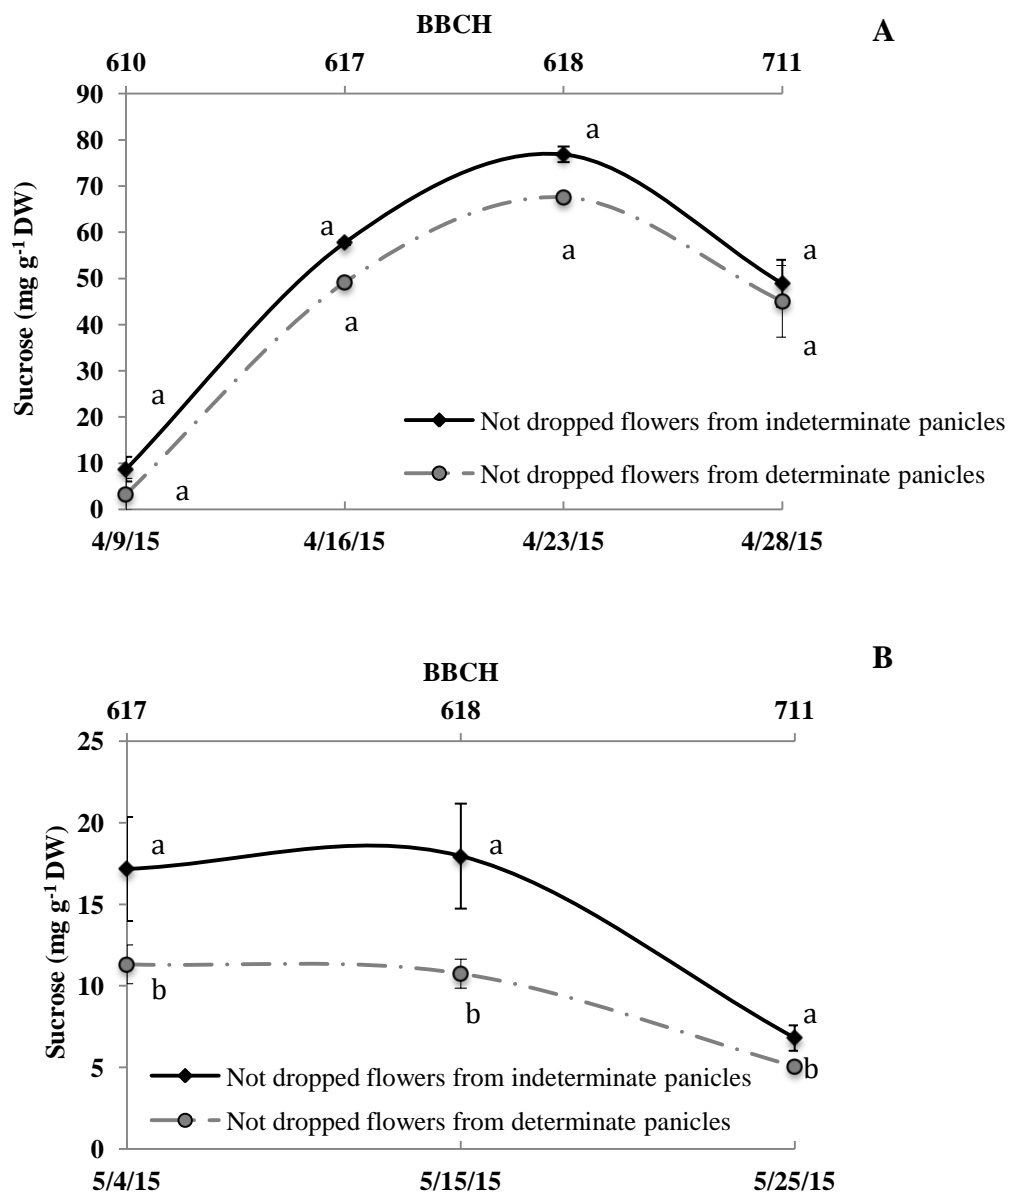 BBCH
A
610 617 618 711
90
80
70
60
50
40
30
20
10
0
Sucrose (mg g-1 DW)
a
a
a
a
a
a
a
a
Not dropped flowers from indeterminate panicles
Not dropped flowers from determinate panicles
4/9/15 4/16/15 4/23/15 4/28/15
B
BBCH
617 618 711
25
20
15
10
5
0
Sucrose (mg g-1 DW)
a
a
b
b
a
b
Not dropped flowers from indeterminate panicles
Not dropped flowers from determinate panicles
5/4/15 5/15/15 5/25/15